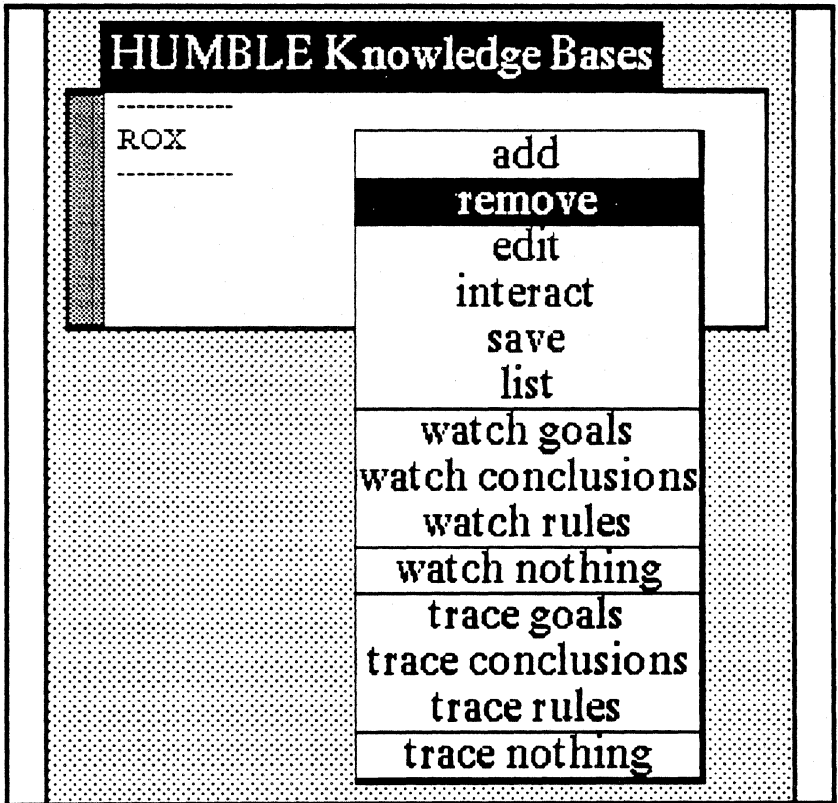 HUMBLE Knowledge Bases
------------
ROX
------------
add
remove
edit
interact
save
list
watch goals
watch conclusions
watch rules
watch nothing
trace goals
trace conclusions
trace rules
trace nothing